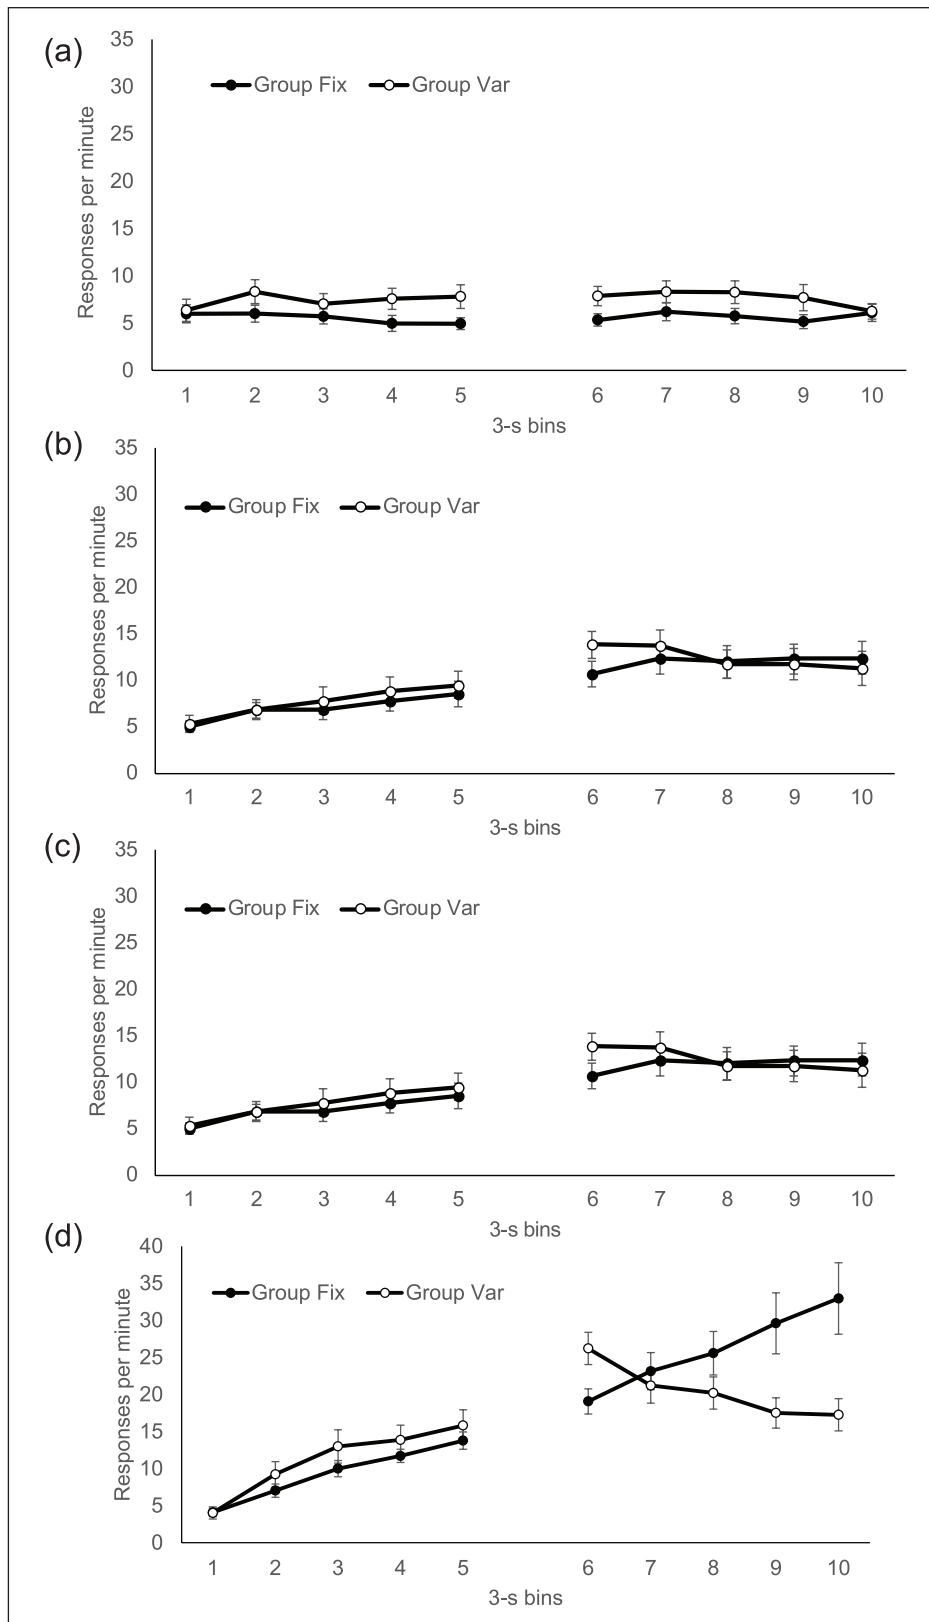 (a)
35
30
25
20
15
10
5
0
Responses per minute
Group Fix Group Var
1 2 3 4 5 6 7 8 9 10
3-s bins
(b)
35
30
25
20
15
10
5
0
Responses per minute
Group Fix Group Var
1 2 3 4 5 6 7 8 9 10
3-s bins
(c)
35
30
25
20
15
10
5
0
Responses per minute
Group Fix Group Var
1 2 3 4 5 6 7 8 9 10
3-s bins
(d)
40
35
30
25
20
15
10
5
0
Responses per minute
Group Fix Group Var
1 2 3 4 5 6 7 8 9 10
3-s bins